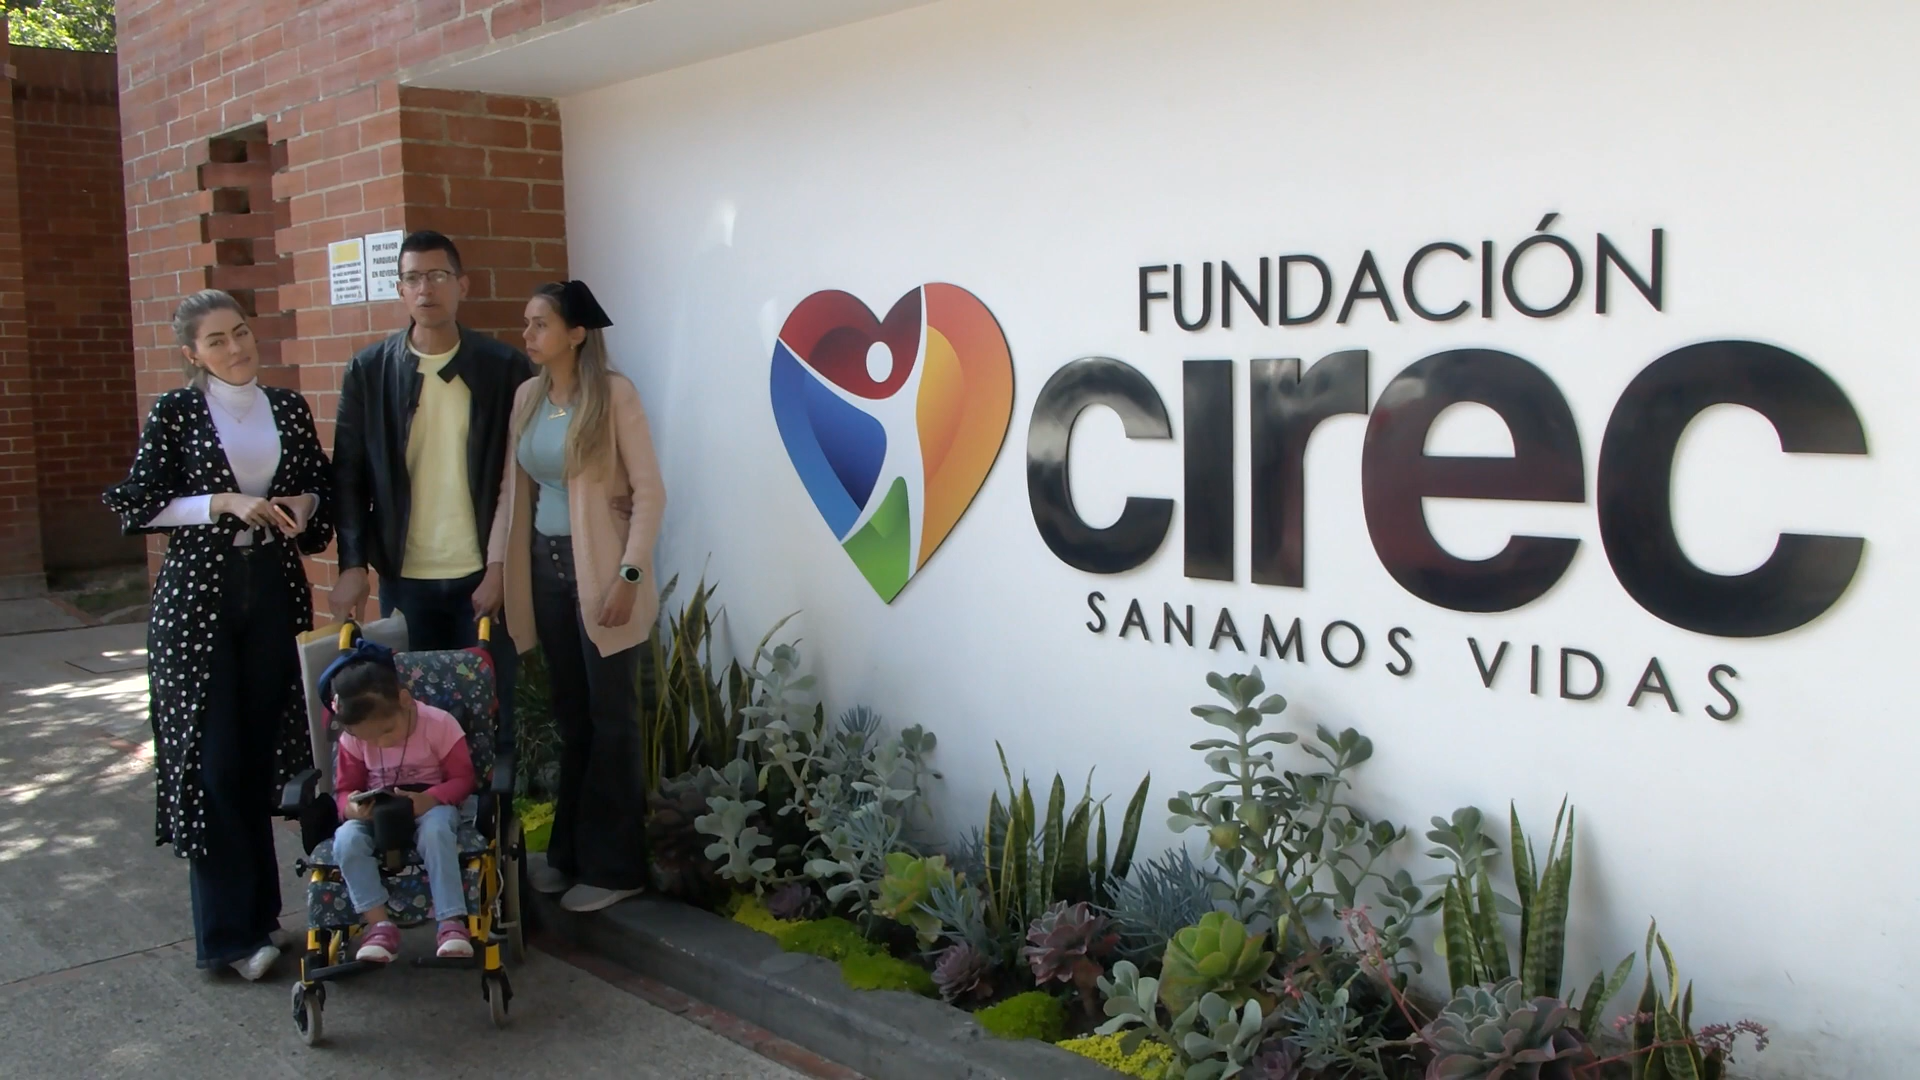 POR FAVOR
PARQUEAR
EN REVERSA
FUNDACIÓN
cirec
SANAMOS VIDAS